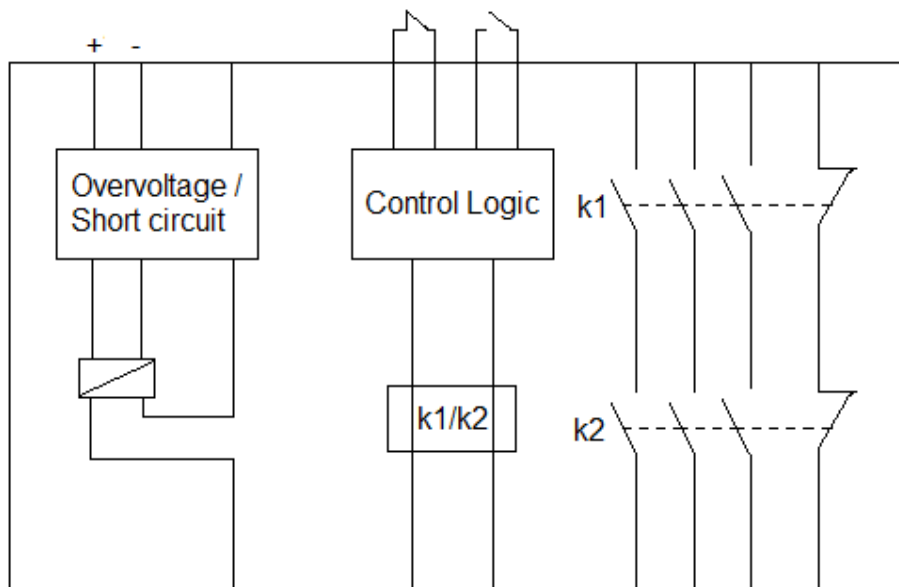 + -
Overvoltage /
Short circuit
Control Logic
k1
k1/k2
k2